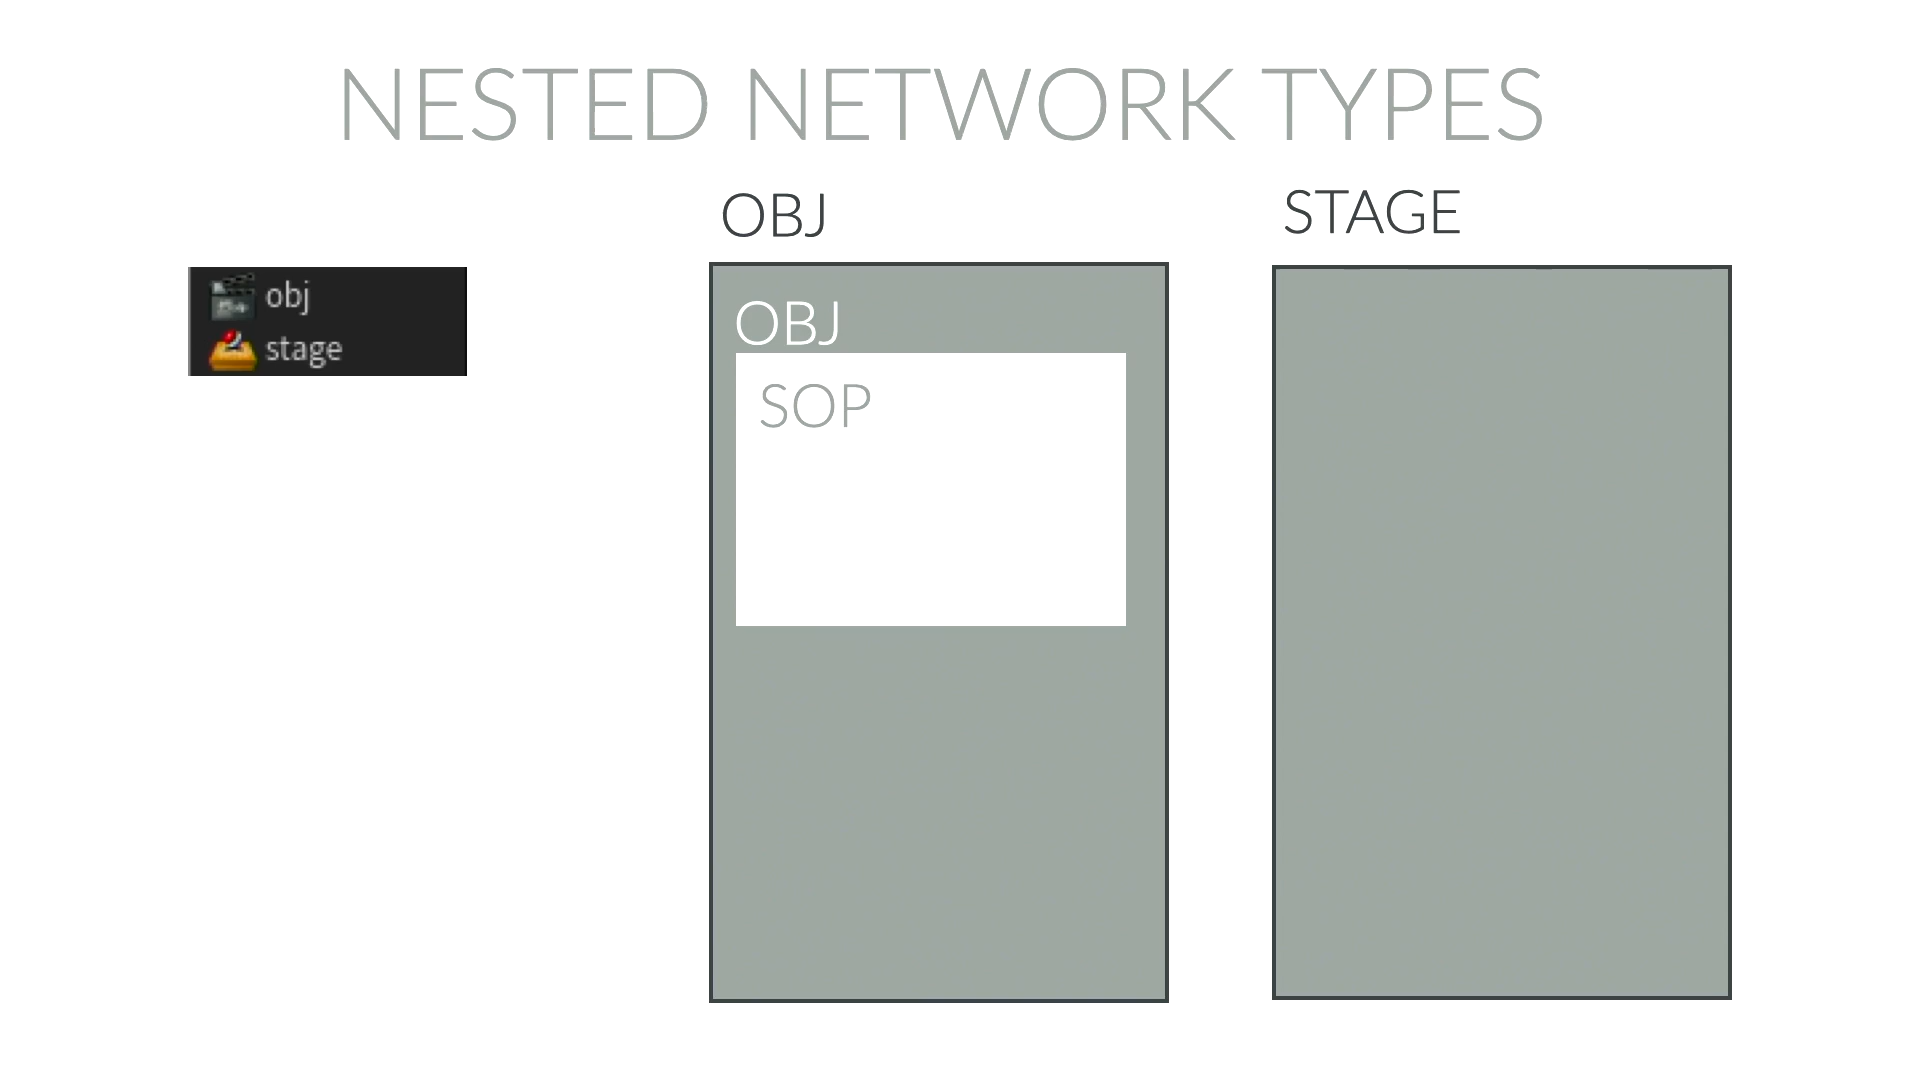 NESTED NETWORK TYPES
obj
stage
OBJ
OBJ
SOP
STAGE